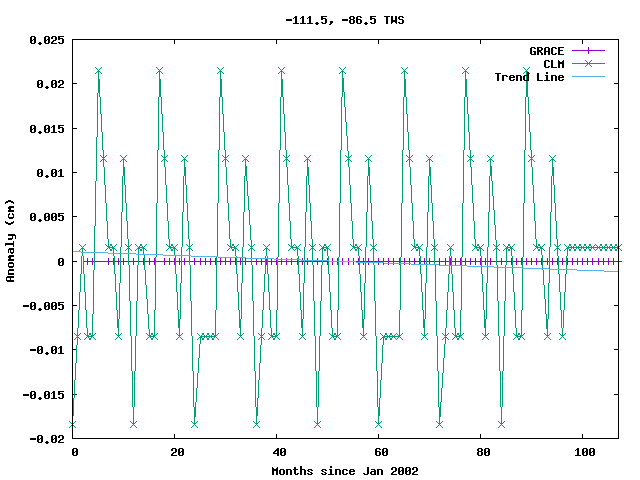 -111.5, -86.5 TWS
GRACE
CLM
Trend Line
0.025
0.02
0.015
0.01
0.005
0
-0.005
-0.01
-0.015
-0.02
Anomaly (cm)
0 20 40 60 80 100
Months since Jan 2002